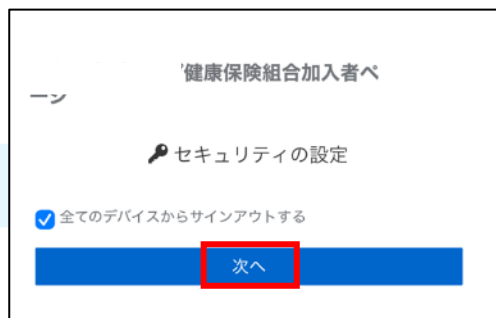 健康保険組合加入者ペ
ージ
セキュリティの設定
全てのデバイスからサインアウトする
次へ